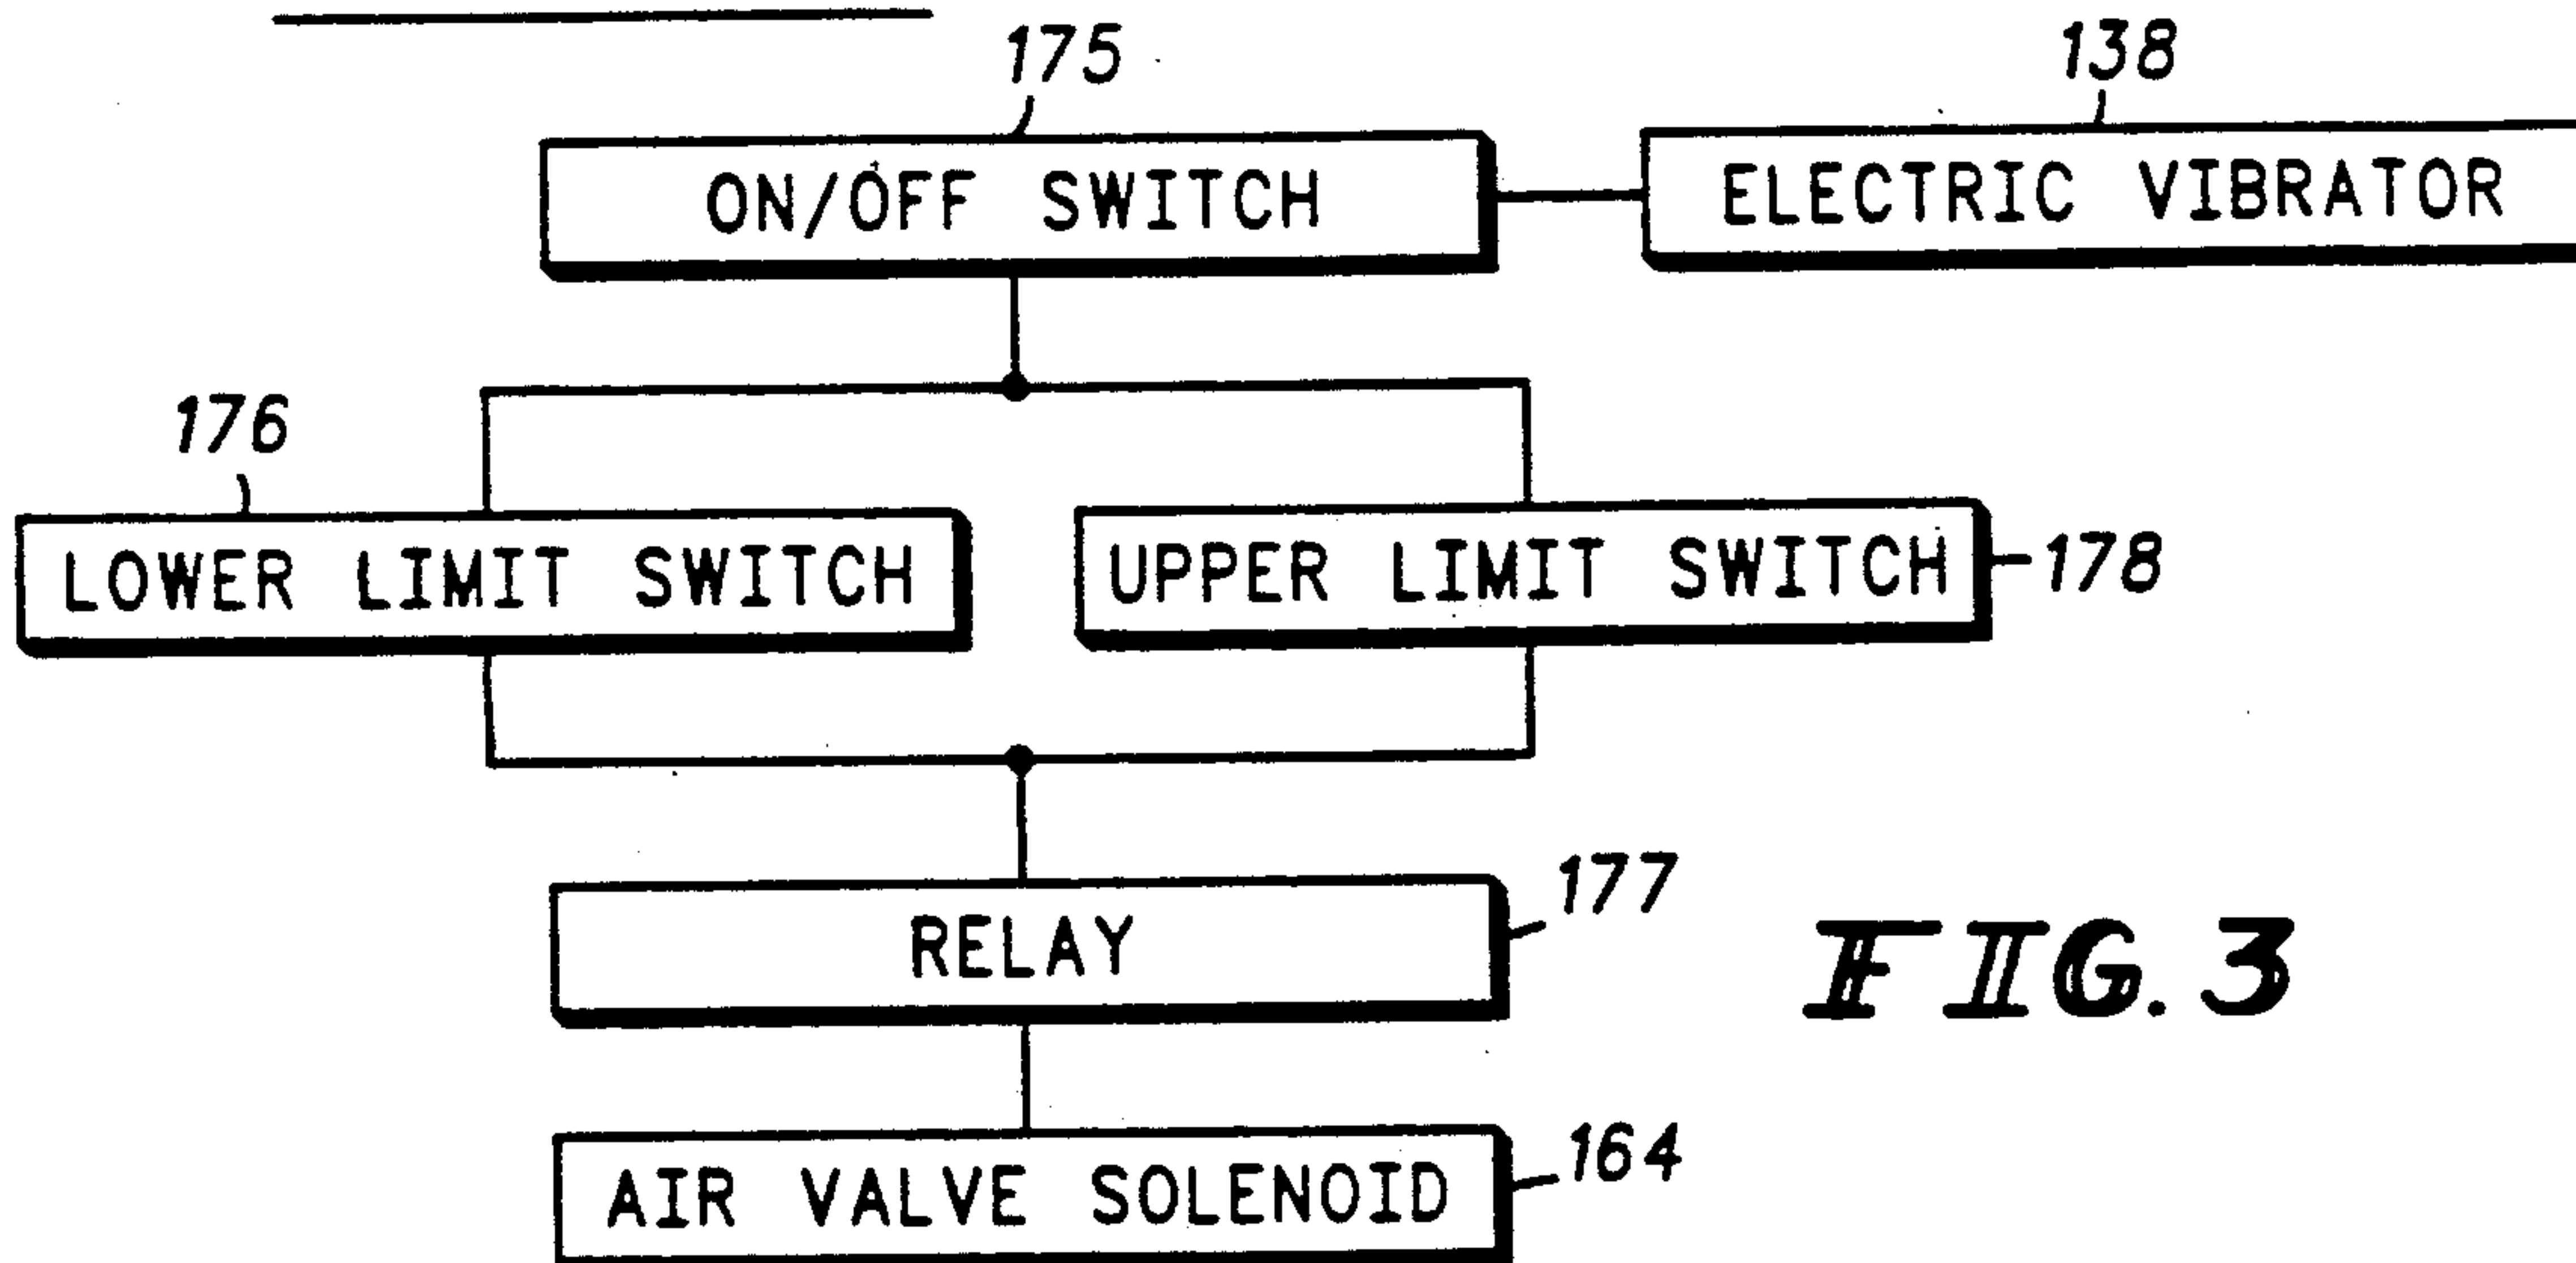 175
138
ON/OFF SWITCH
ELECTRIC VIBRATOR
176
LOWER LIMIT SWITCH
UPPER LIMIT SWITCH
178
177
RELAY
FIG. 3
164
AIR VALVE SOLENOID